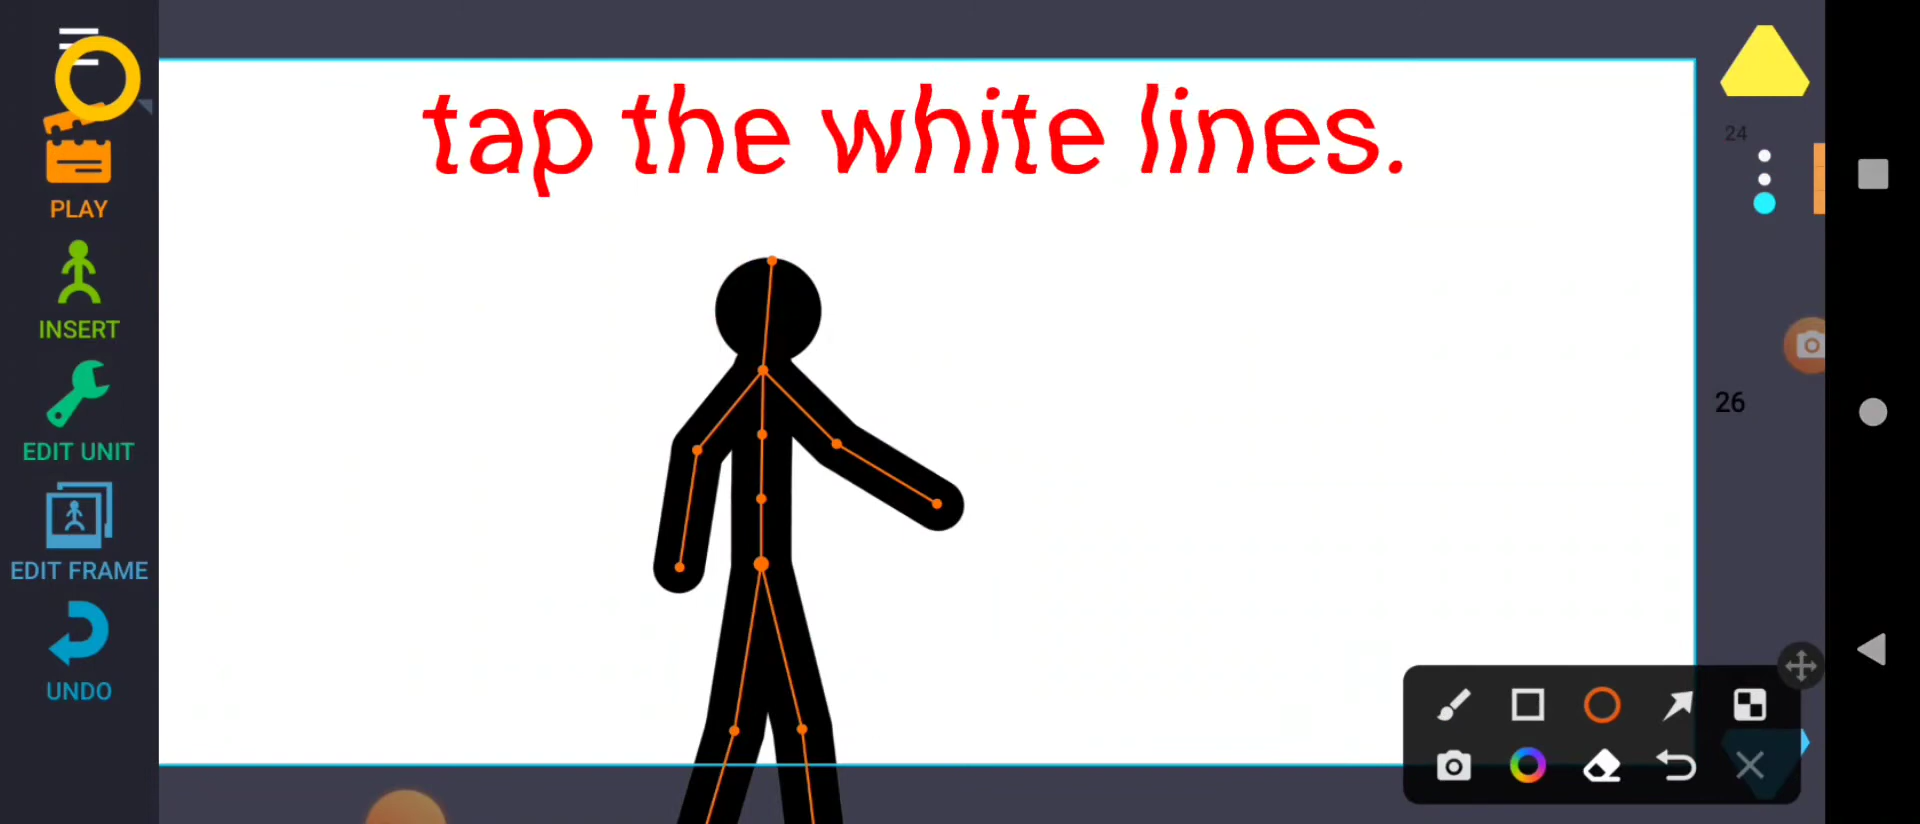 tap the white lines.
PLAY
INSERT
EDIT UNIT
EDIT FRAME
UNDO
24
26